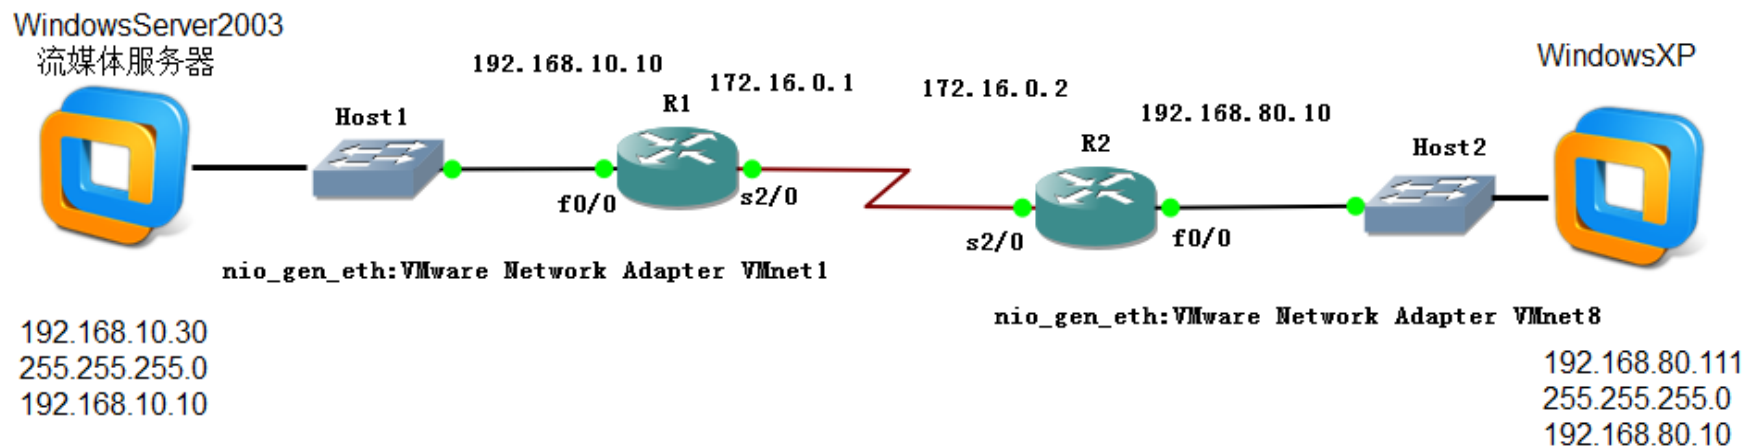 WindowsServer2003
流媒体服务器
192.168.10.10
172.16.0.1
172.16.0.2
WindowsXP
Host1
R1
192.168.80.10
R2
Host2
f0/0
s2/0
s2/0
f0/0
nio_gen_eth:VMware Network Adapter VMnet1
nio_gen_eth:VMware Network Adapter VMnet8
192.168.10.30
255.255.255.0
192.168.10.10
192.168.80.111
255.255.255.0
192.168.80.10